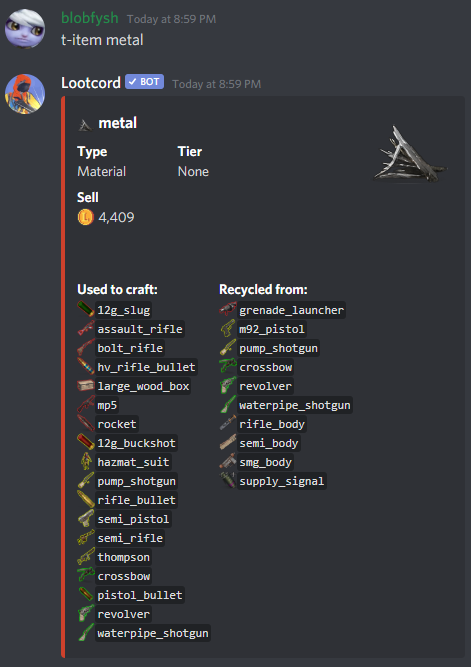 blobfysh Today at 8:59 PM
t-item metal
Lootcord ✓ BOT Today at 8:59 PM
metal
Type Tier
Material None
Sell
4,409
Used to craft: Recycled from:
12g_slug grenade_launcher
assault_rifle m92_pistol
bolt_rifle pump_shotgun
hv_rifle_bullet crossbow
large_wood_box revolver
mp5 waterpipe_shotgun
rocket rifle_body
12g_buckshot semi_body
hazmat_suit smg_body
pump_shotgun supply_signal
rifle_bullet
semi_pistol
semi_rifle
thompson
crossbow
pistol_bullet
revolver
waterpipe_shotgun